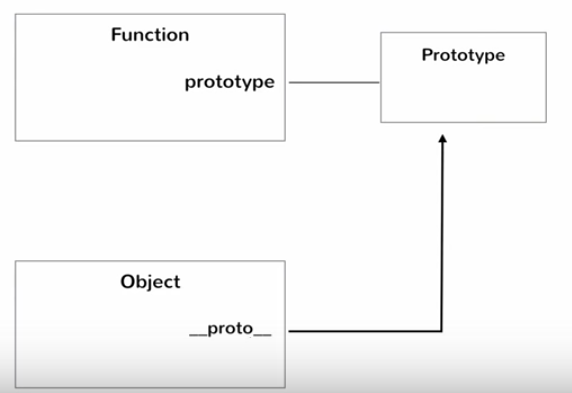 Function
prototype
Prototype
Object
__proto__